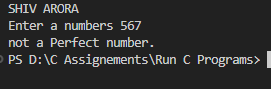 SHIV ARORA
Enter a numbers 567
not a Perfect number.
PS D:\C Assignements\Run C Programs>